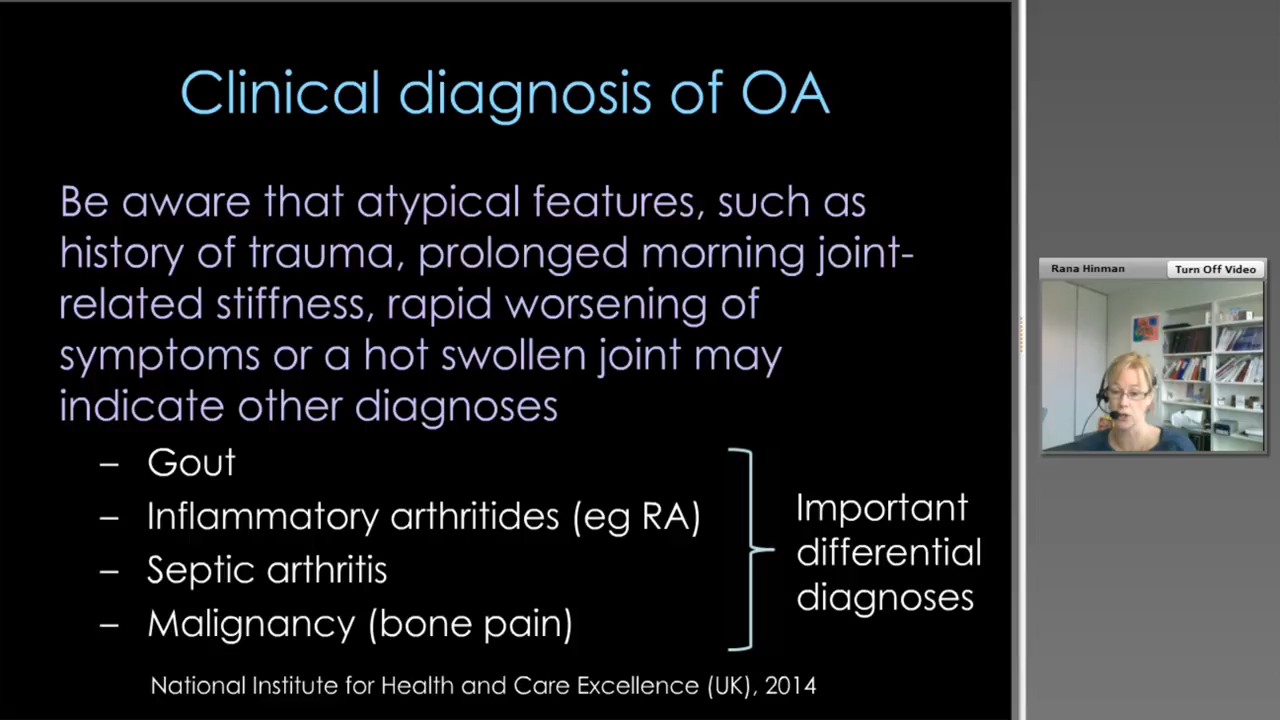 Clinical diagnosis of OA
Be aware that atypical features, such as
history of trauma, prolonged morning joint-
related stiffness, rapid worsening of
symptoms or a hot swollen joint may
indicate other diagnoses
– Gout
– Inflammatory arthritides (eg RA)
– Septic arthritis
– Malignancy (bone pain)
Important
differential
diagnoses
National Institute for Health and Care Excellence (UK), 2014
Rana Hinman
Turn Off Video